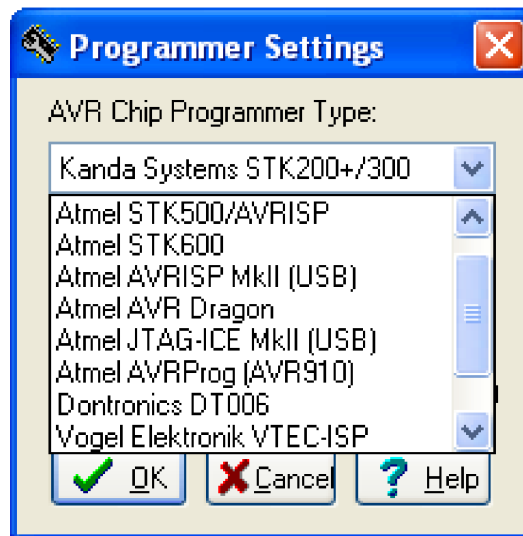 Programmer Settings
AVR Chip Programmer Type:
Kanda Systems STK200+/300
Atmel STK500/AVRISP
Atmel STK600
Atmel AVRISP MkII (USB)
Atmel AVR Dragon
Atmel JTAG-ICE MkII (USB)
Atmel AVRProg (AVR910)
Dontronics DT006
Vogel Elektronik VTEC-ISP
OK Cancel Help